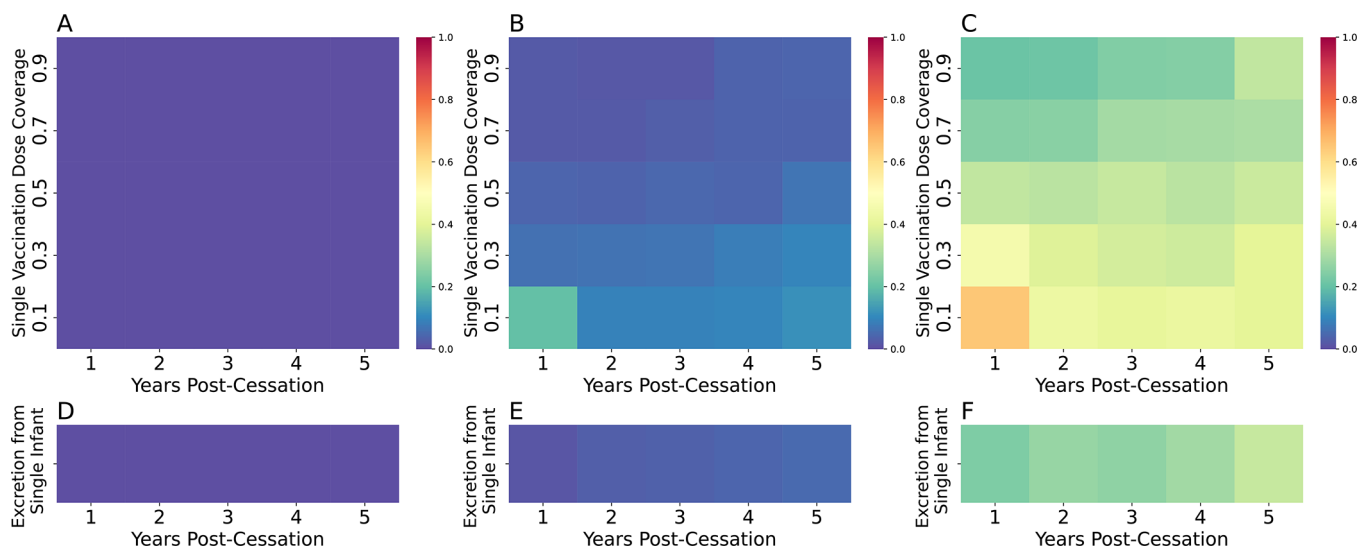 A
Single Vaccination Dose Coverage
0.9
0.7
0.5
0.3
0.1
1 2 3 4 5
Years Post-Cessation
1.0
0.8
0.6
0.4
0.2
0.0
B
Single Vaccination Dose Coverage
0.9
0.7
0.5
0.3
0.1
1 2 3 4 5
Years Post-Cessation
1.0
0.8
0.6
0.4
0.2
0.0
C
Single Vaccination Dose Coverage
0.9
0.7
0.5
0.3
0.1
1 2 3 4 5
Years Post-Cessation
1.0
0.8
0.6
0.4
0.2
0.0
D
Excretion from
Single Infant
1 2 3 4 5
Years Post-Cessation
E
Excretion from
Single Infant
1 2 3 4 5
Years Post-Cessation
F
Excretion from
Single Infant
1 2 3 4 5
Years Post-Cessation